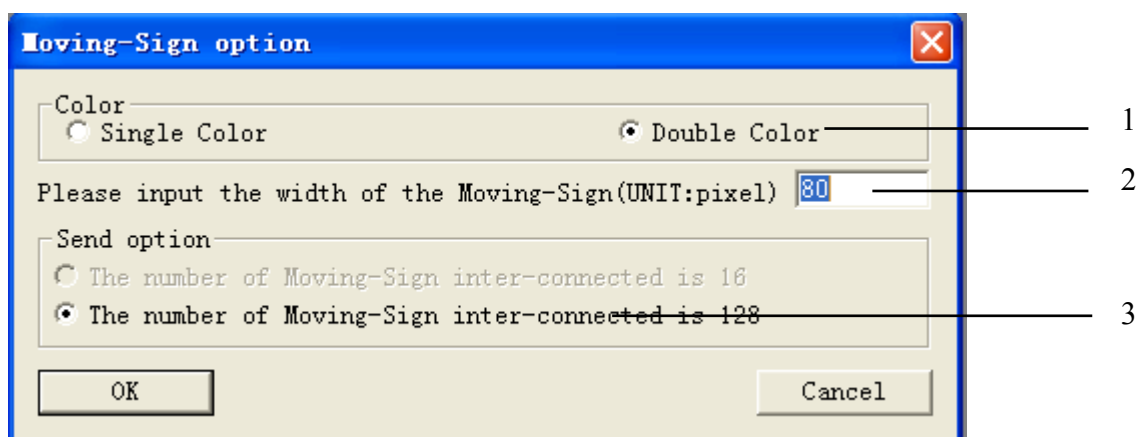 Moving-Sign option
Color
Single Color
Double Color
1
Please input the width of the Moving-Sign(UNIT:pixel) 80
2
Send option
The number of Moving-Sign inter-connected is 16
The number of Moving-Sign inter-connected is 128
3
OK
Cancel